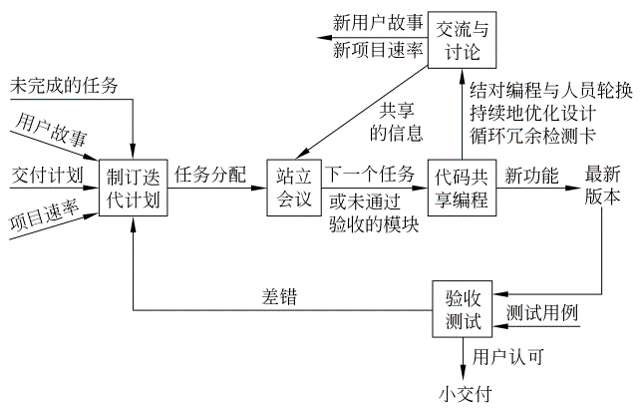 新用户故事
新项目速率
交流与
讨论
未完成的任务
用户故事
交付计划
项目速率
制订迭
代计划
任务分配
共享
的信息
站立
会议
下一个任务
或未通过
验收的模块
结对编程与人员轮换
持续地优化设计
循环冗余检测卡
代码共
享编程
新功能
最新
版本
差错
验收
测试
测试用例
用户认可
小交付